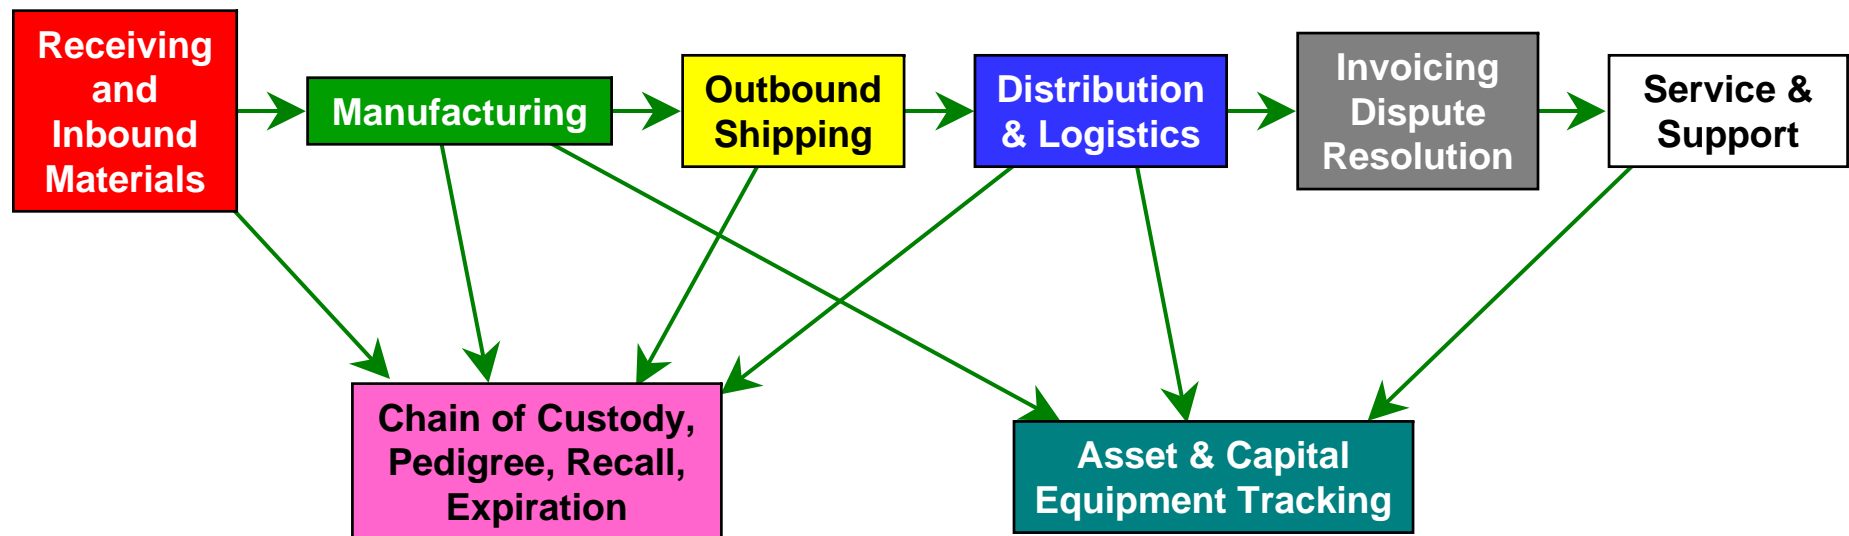 Receiving
and
Inbound
Materials
Manufacturing
Outbound
Shipping
Distribution
& Logistics
Invoicing
Dispute
Resolution
Service &
Support
Chain of Custody,
Pedigree, Recall,
Expiration
Asset & Capital
Equipment Tracking